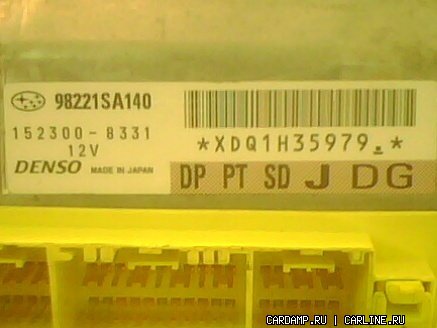 98221SA140
152300-8331
12V
DENSO MADE IN JAPAN
*XDQ1H35979.*
DP PT SD J DG
CARDAMP.RU | CARLINE.RU